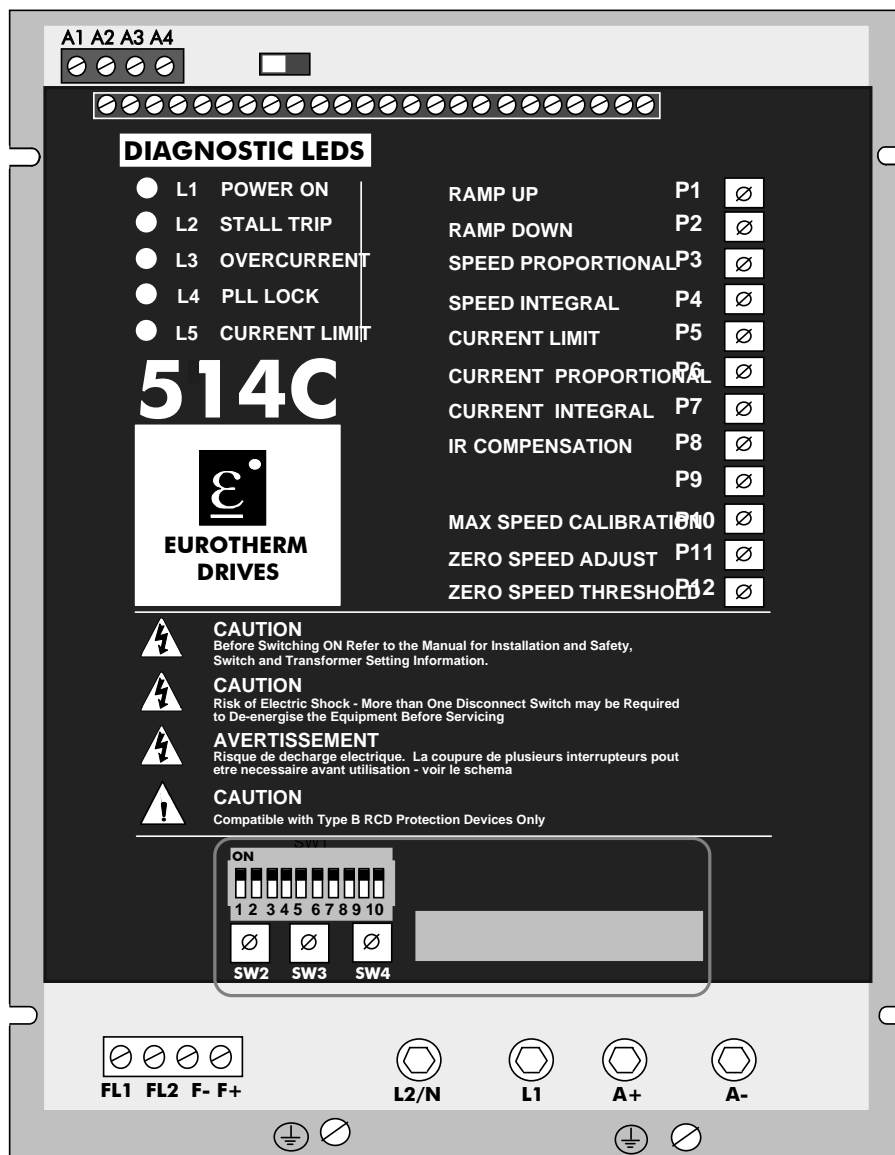 A1 A2 A3 A4
DIAGNOSTIC LEDS
L1 POWER ON
L2 STALL TRIP
L3 OVERCURRENT
L4 PLL LOCK
L5 CURRENT LIMIT
RAMP UP P1
RAMP DOWN P2
SPEED PROPORTIONAL P3
SPEED INTEGRAL P4
CURRENT LIMIT P5
CURRENT PROPORTIONAL P6
CURRENT INTEGRAL P7
IR COMPENSATION P8
P9
MAX SPEED CALIBRATION P10
ZERO SPEED ADJUST P11
ZERO SPEED THRESHOLD P12
514C
ε
EUROTHERM
DRIVES
CAUTION
Before Switching ON Refer to the Manual for Installation and Safety,
Switch and Transformer Setting Information.
CAUTION
Risk of Electric Shock - More than One Disconnect Switch may be Required
to De-energise the Equipment Before Servicing
AVERTISSEMENT
Risque de decharge electrique. La coupure de plusieurs interrupteurs pout
etre necessaire avant utilisation - voir le schema
CAUTION
Compatible with Type B RCD Protection Devices Only
SW1
ON
1 2 3 4 5 6 7 8 9 10
SW2 SW3 SW4
FL1 FL2 F- F+ L2/N L1 A+ A-